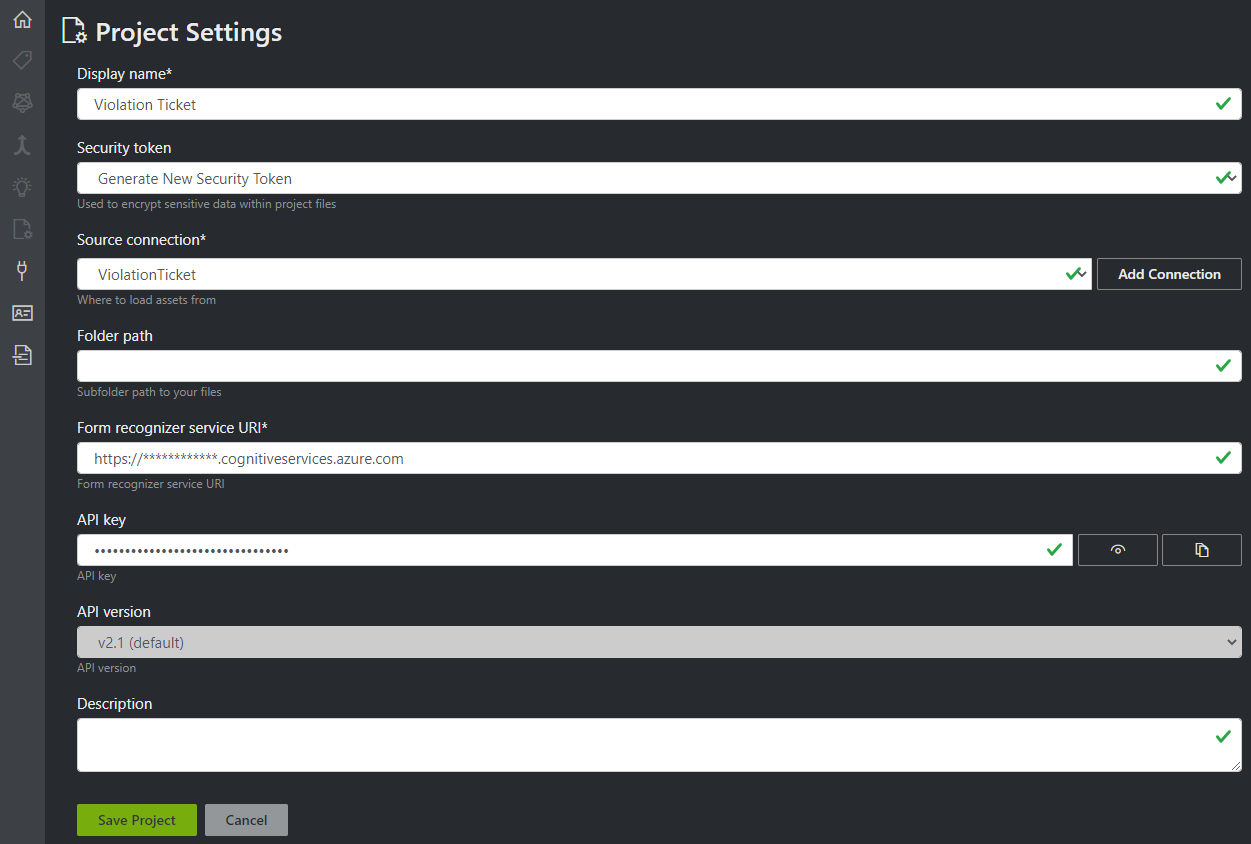 Project Settings
Display name*
Violation Ticket
Security token
Generate New Security Token
Used to encrypt sensitive data within project files
Source connection*
ViolationTicket
Add Connection
Where to load assets from
Folder path
Subfolder path to your files
Form recognizer service URI*
https://************.cognitiveservices.azure.com
Form recognizer service URI
API key
••••••••••••••••••••••••••••••••
API key
API version
v2.1 (default)
API version
Description
Save Project
Cancel